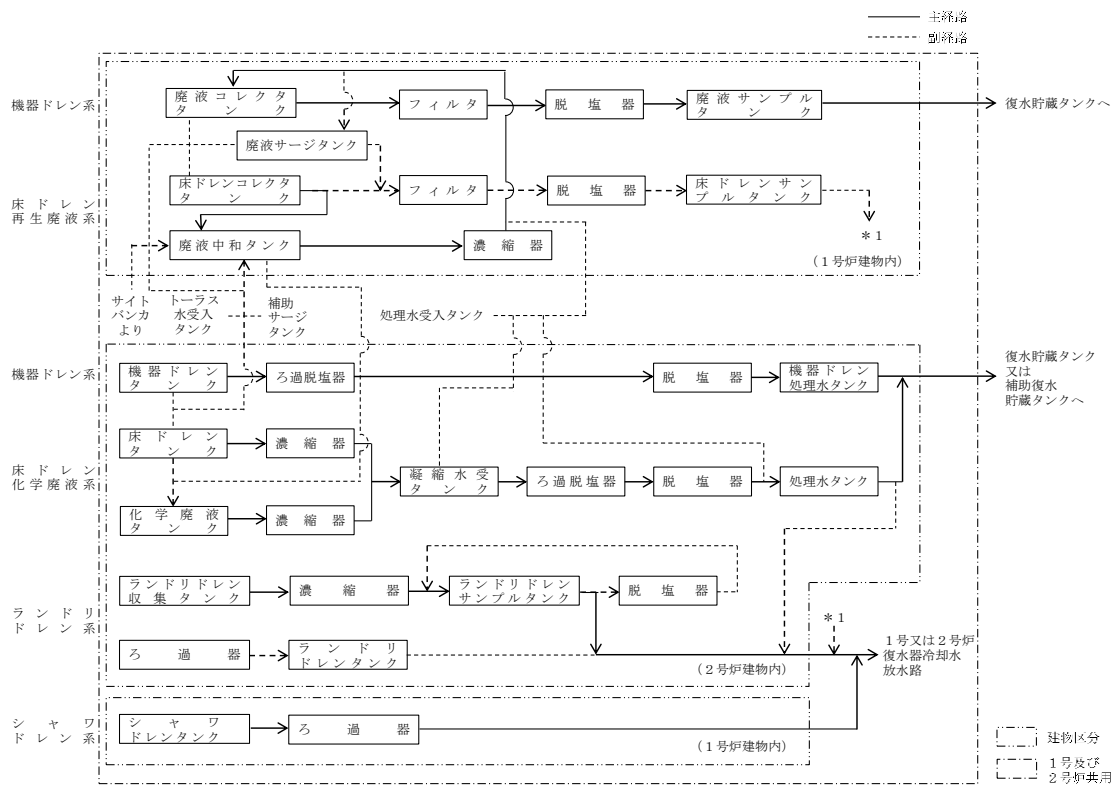 主経路
副経路
機器ドレン系
廃液コレクタ
タンク
フィルタ
脱塩器
廃液サンプル
タンク
復水貯蔵タンクへ
廃液サージタンク
床ドレン
再生廃液系
床ドレンコレクタ
タンク
フィルタ
脱塩器
床ドレンサン
プルタンク
＊１
廃液中和タンク
濃縮器
（１号炉建物内）
サイト
バンカ
より
トーラス
水受入
タンク
補助
サージ
タンク
処理水受入タンク
機器ドレン系
機器ドレン
タンク
ろ過脱塩器
脱塩器
機器ドレン
処理水タンク
復水貯蔵タンク
又は
補助復水
貯蔵タンクへ
床ドレン
化学廃液系
床ドレン
タンク
濃縮器
凝縮水受
タンク
ろ過脱塩器
脱塩器
処理水タンク
化学廃液
タンク
濃縮器
ランドリ
ドレン系
ランドリドレン
収集タンク
濃縮器
ランドリドレン
サンプルタンク
脱塩器
＊１
ろ過器
ランドリ
ドレンタンク
（２号炉建物内）
１号又は２号炉
復水器冷却水
放水路
シャワ
ドレン系
シャワ
ドレンタンク
ろ過器
（１号炉建物内）
建物区分
１号及び
２号炉共用